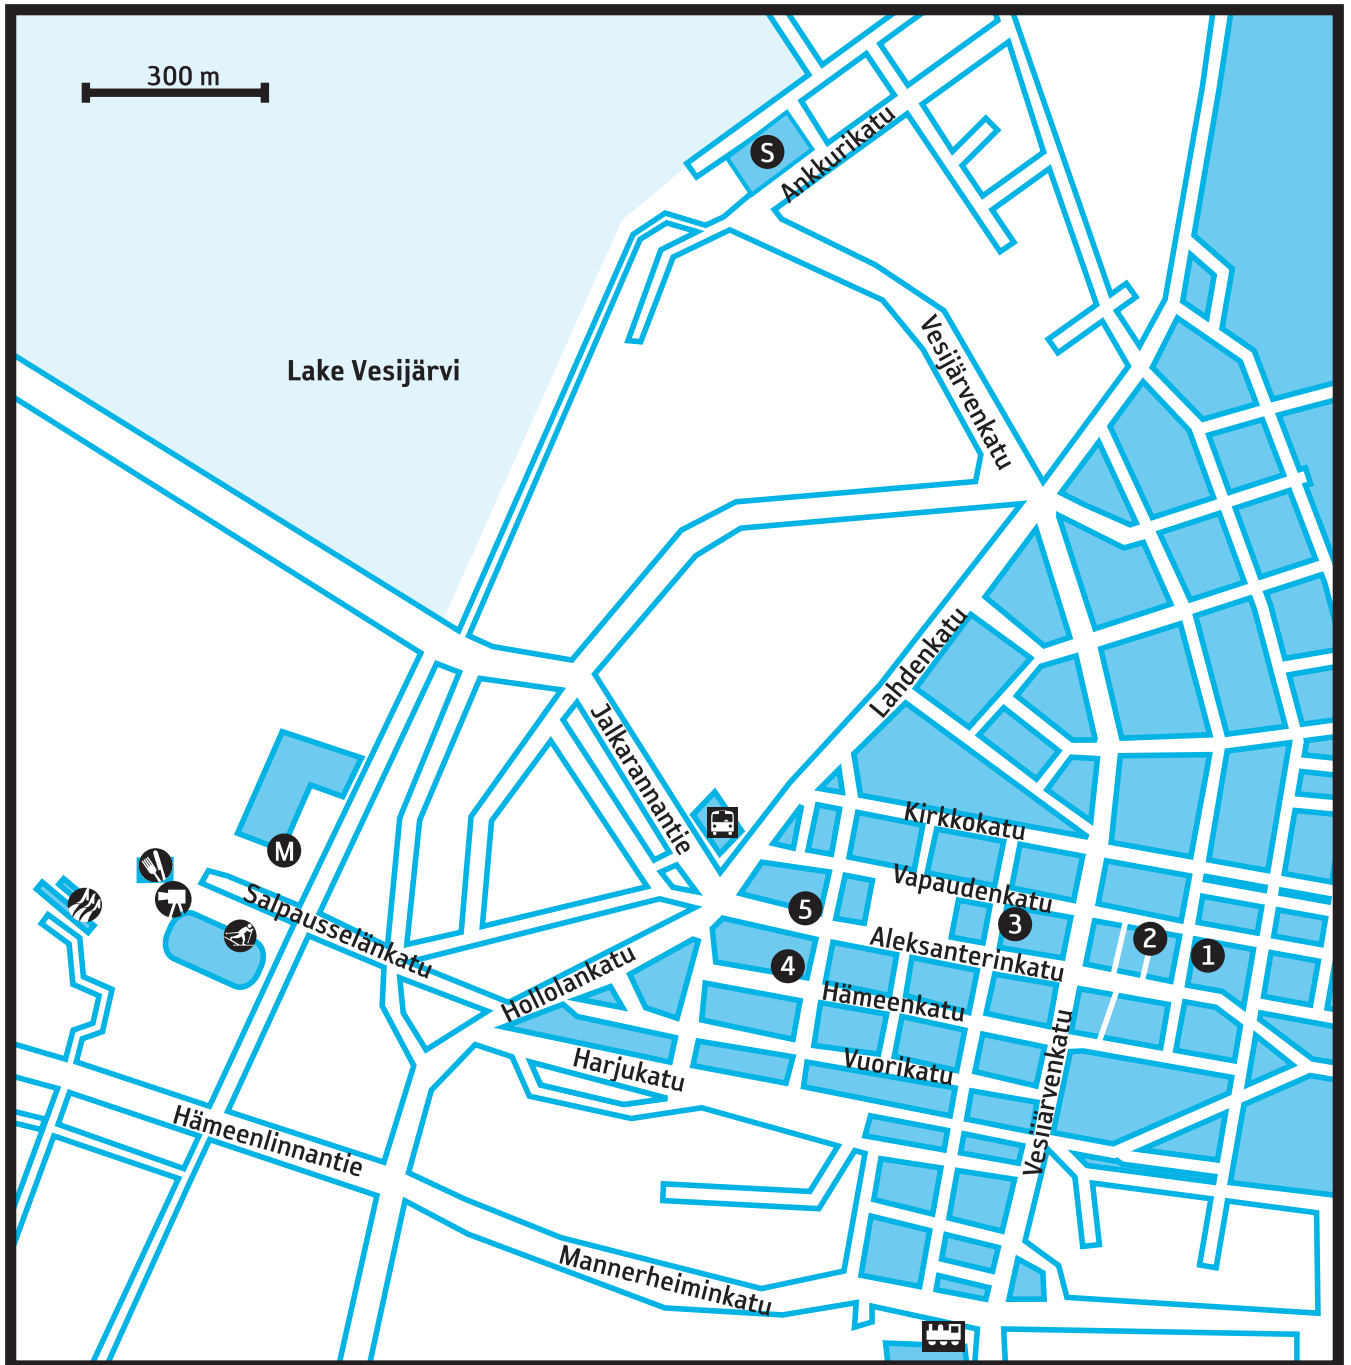 300 m
S
Ankkurikatu
Vesijärvenkatu
Lake Vesijärvi
Lahdenkatu
Jalkarannantie
Kirkkokatu
M
Vapaudenkatu
Salpausselänkatu
5
3
2
1
Aleksanterinkatu
4
Hollolankatu
Hämeenkatu
Vuorikatu
Harjukatu
Vesijärvenkatu
Hämeenlinnantie
Mannerheiminkatu